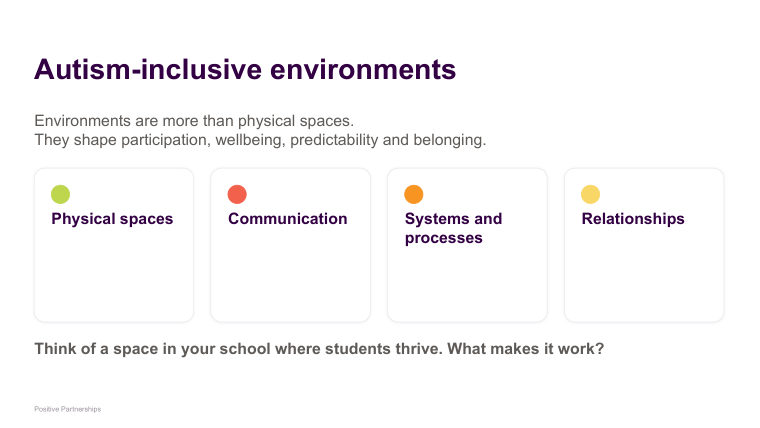 Autism-inclusive environments
Environments are more than physical spaces.
They shape participation, wellbeing, predictability and belonging.
Physical spaces
Communication
Systems and
processes
Relationships
Think of a space in your school where students thrive. What makes it work?
Positive Partnerships